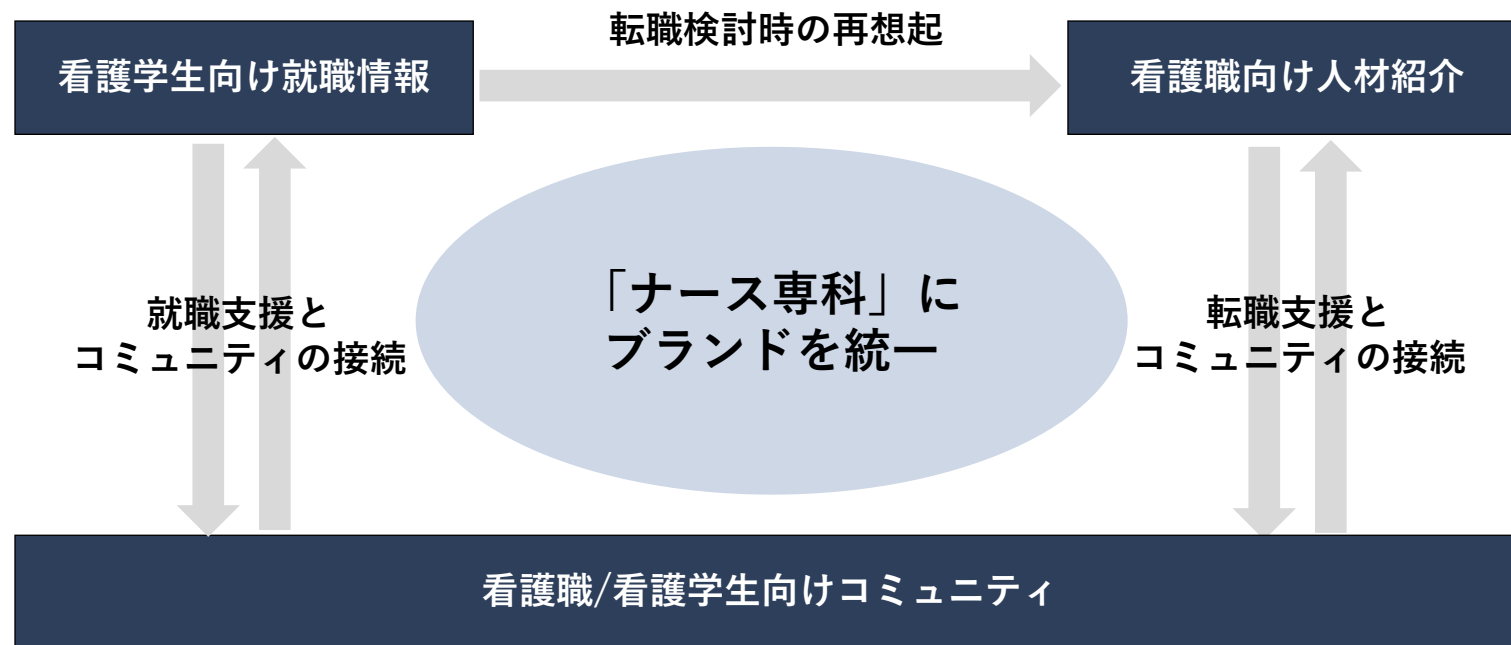 転職検討時の再想起
看護学生向け就職情報
看護職向け人材紹介
「ナース専科」に
ブランドを統一
就職支援と
コミュニティの接続
転職支援と
コミュニティの接続
看護職/看護学生向けコミュニティ